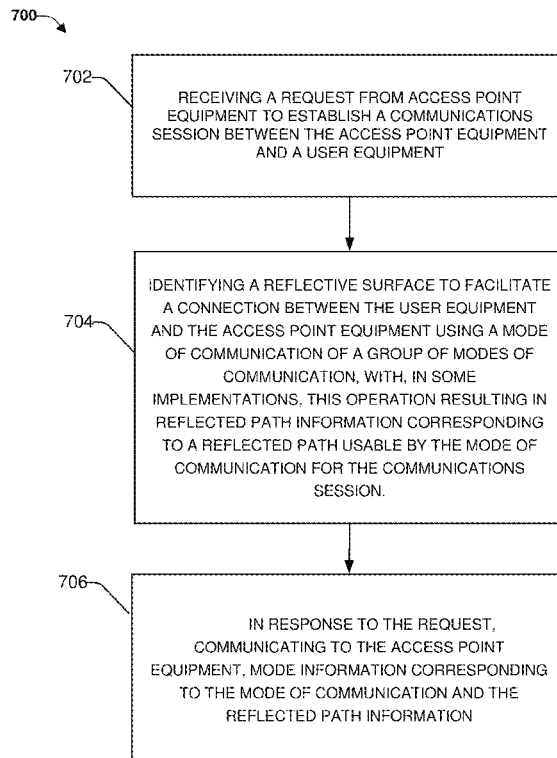 700
702
RECEIVING A REQUEST FROM ACCESS POINT
EQUIPMENT TO ESTABLISH A COMMUNICATIONS
SESSION BETWEEN THE ACCESS POINT EQUIPMENT
AND A USER EQUIPMENT
704
IDENTIFYING A REFLECTIVE SURFACE TO FACILITATE
A CONNECTION BETWEEN THE USER EQUIPMENT
AND THE ACCESS POINT EQUIPMENT USING A MODE
OF COMMUNICATION OF A GROUP OF MODES OF
COMMUNICATION, WITH, IN SOME
IMPLEMENTATIONS, THIS OPERATION RESULTING IN
REFLECTED PATH INFORMATION CORRESPONDING
TO A REFLECTED PATH USABLE BY THE MODE OF
COMMUNICATION FOR THE COMMUNICATIONS
SESSION.
706
IN RESPONSE TO THE REQUEST,
COMMUNICATING TO THE ACCESS POINT
EQUIPMENT, MODE INFORMATION CORRESPONDING
TO THE MODE OF COMMUNICATION AND THE
REFLECTED PATH INFORMATION